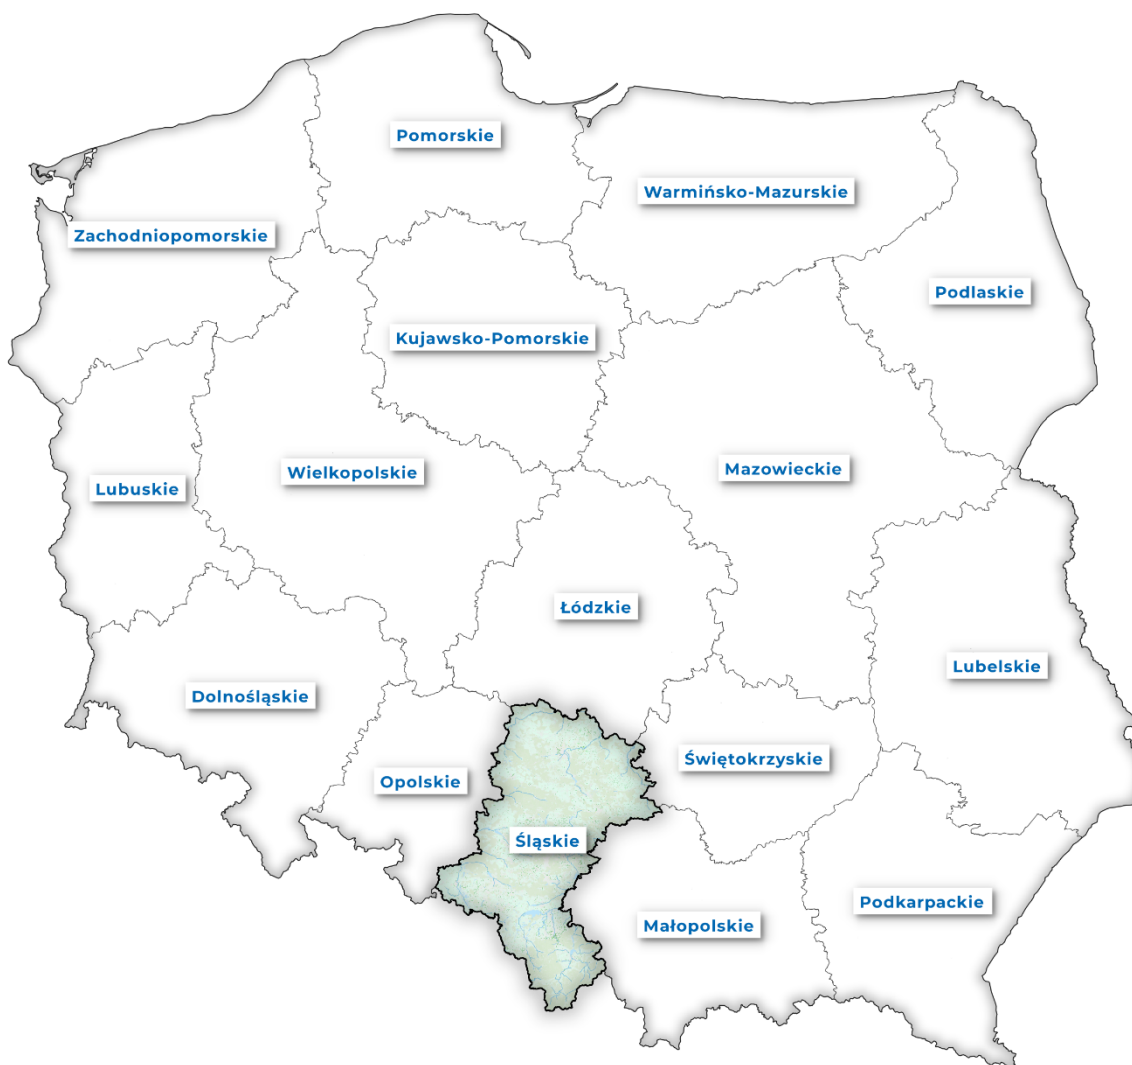 Pomorskie
Warmińsko-Mazurskie
Zachodniopomorskie
Podlaskie
Kujawsko-Pomorskie
Mazowieckie
Wielkopolskie
Lubuskie
Łódzkie
Lubelskie
Dolnośląskie
Świętokrzyskie
Opolskie
Śląskie
Podkarpackie
Małopolskie